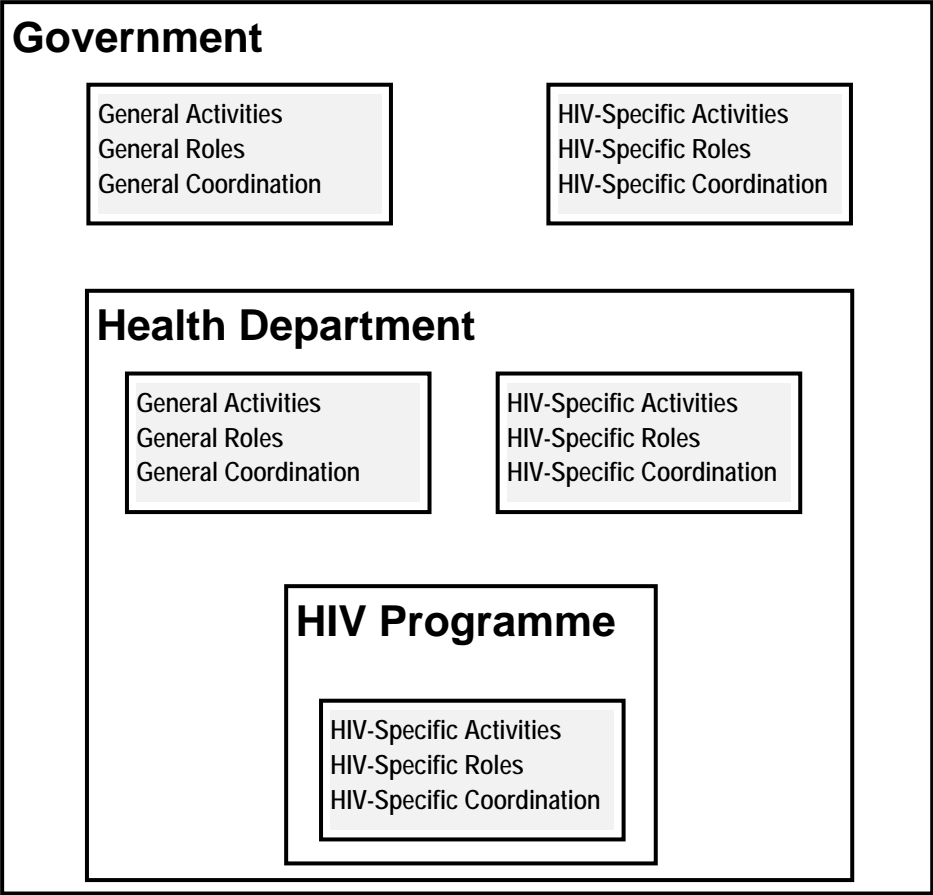 Government
General Activities
General Roles
General Coordination
HIV-Specific Activities
HIV-Specific Roles
HIV-Specific Coordination
Health Department
General Activities
General Roles
General Coordination
HIV-Specific Activities
HIV-Specific Roles
HIV-Specific Coordination
HIV Programme
HIV-Specific Activities
HIV-Specific Roles
HIV-Specific Coordination